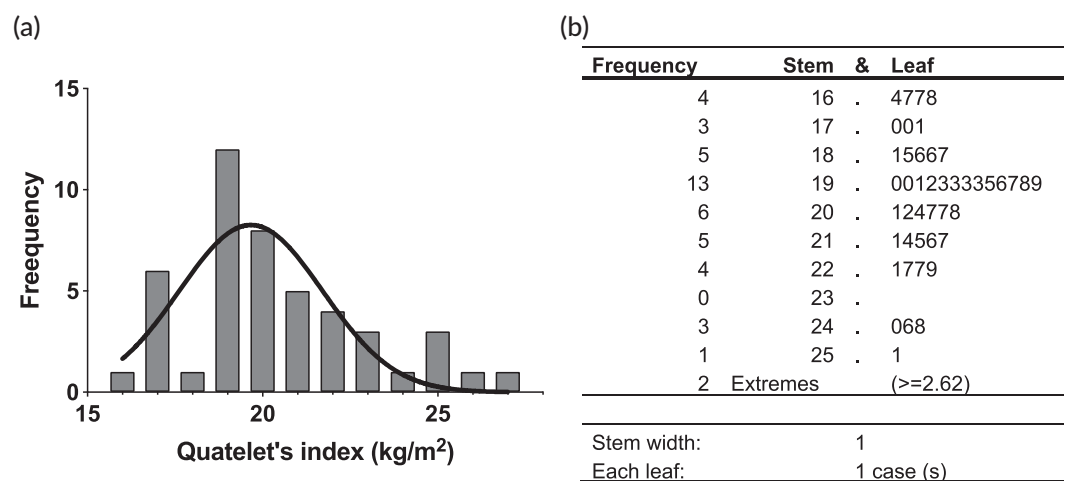 (a)
15
10
5
0
15 20 25
Freequency
Quatelet's index (kg/m²)
(b)
Frequency Stem & Leaf
4 16 . 4778
3 17 . 001
5 18 . 15667
13 19 . 0012333356789
6 20 . 124778
5 21 . 14567
4 22 . 1779
0 23 .
3 24 . 068
1 25 . 1
2 Extremes (>=2.62)
Stem width: 1
Each leaf: 1 case (s)